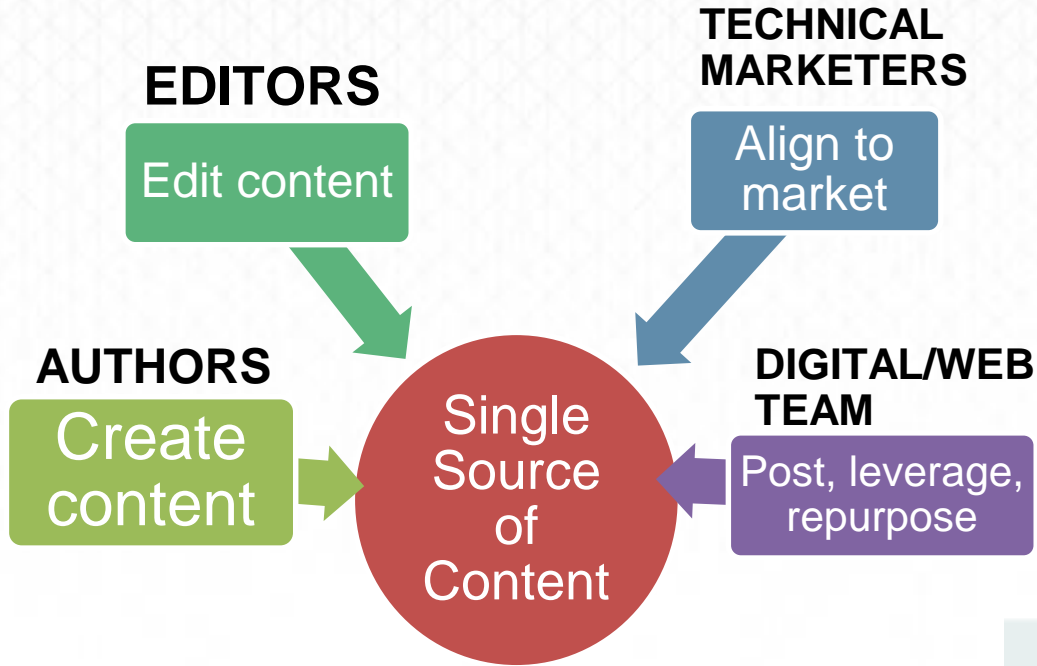 EDITORS
Edit content
TECHNICAL
MARKETERS
Align to
market
AUTHORS
Create
content
Single
Source
of
Content
DIGITAL/WEB
TEAM
Post, leverage,
repurpose